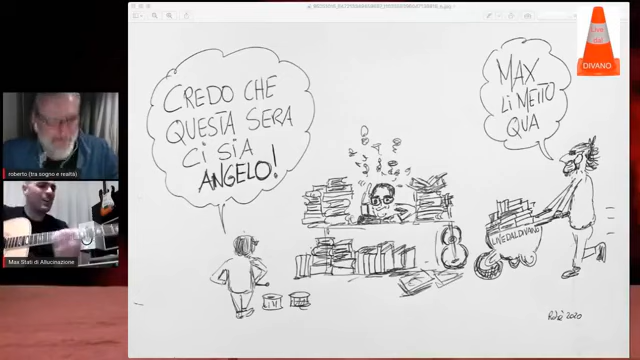 Live
dal
DIVANO
CREDO CHE
QUESTA SERA
CI SIA
ANGELO!
MAX
LI METTO
QUA
LIVEDALDIVANO
roberto (tra sogno e realtà)
Max Stati di Allucinazione
2020